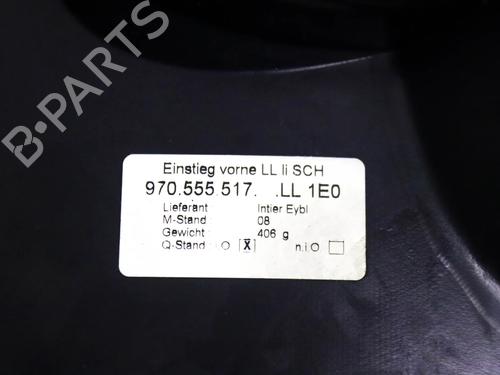 B-PARTS
Einstieg vorne LL li SCH
970.555 517. .LL 1E0
Lieferant : Intier Eybl
M-Stand : 08
Gewicht : 406 g
Q-Stand : O [X] n.i O